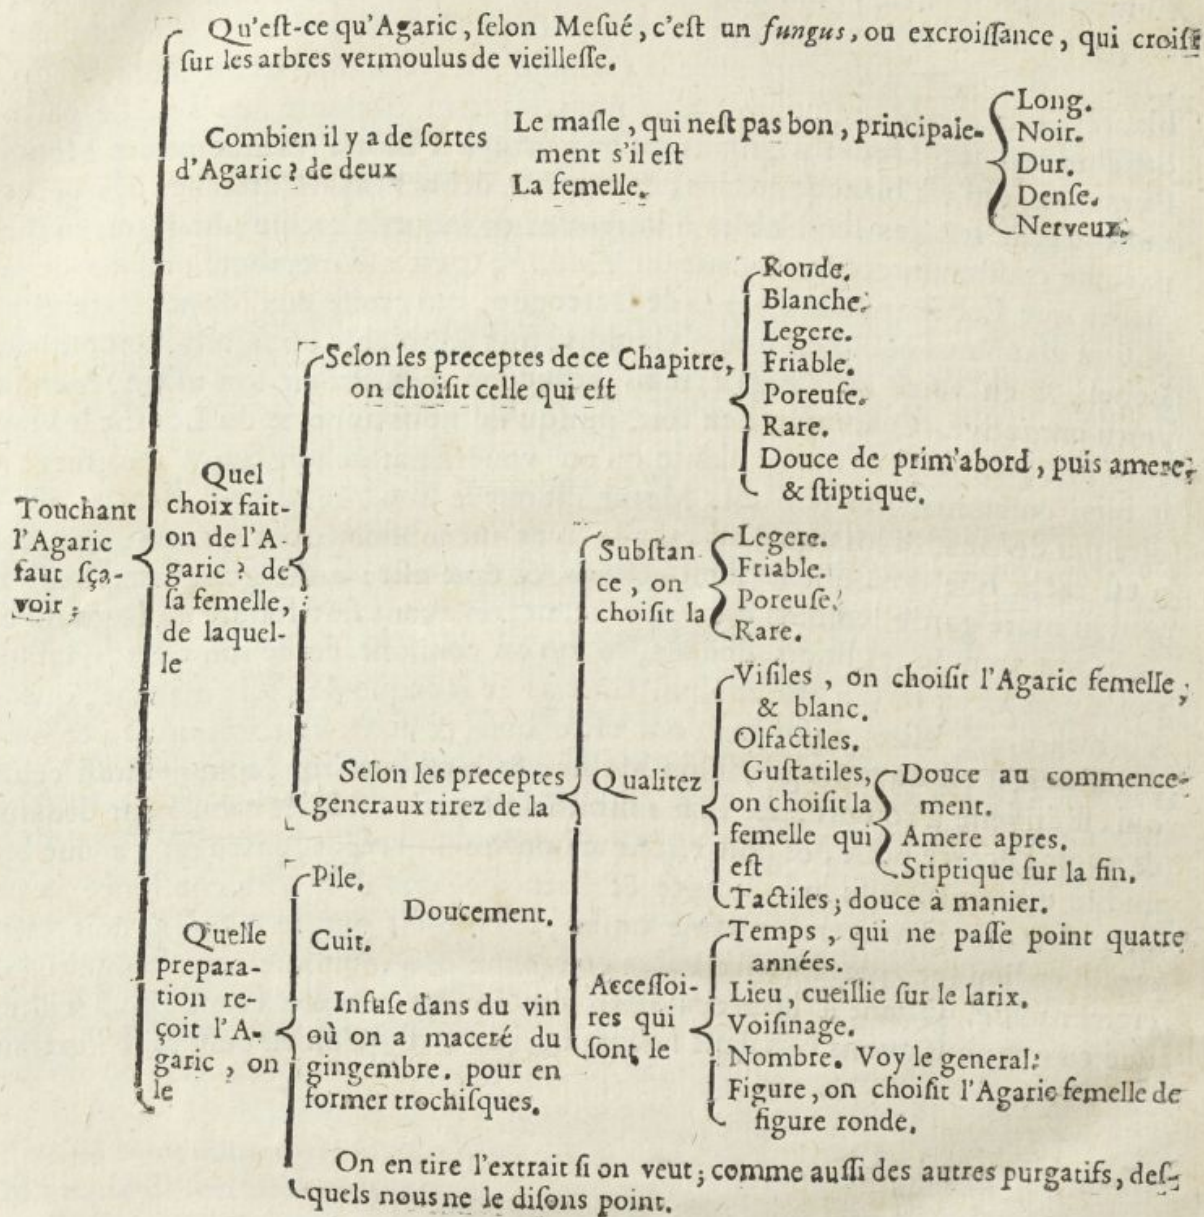 Qu'eſt-ce qu'Agaric, ſelon Meſué, c'eſt un fungus, ou excroiſſance, qui croiſt
ſur les arbres vermoulus de vieilleſſe.
Combien il y a de ſortes
d'Agaric ? de deux
Le maſle, qui neſt pas bon, principale-
ment s'il eſt
La femelle.
Long.
Noir.
Dur.
Denſe.
Nerveux.
Touchant
l'Agaric
faut ſça-
voir,
Quel
choix fait-
on de l'A-
garic ? de
ſa femelle,
de laquel-
le
Selon les preceptes de ce Chapitre,
on choiſit celle qui eſt
Ronde.
Blanche.
Legere.
Friable.
Poreuſe.
Rare.
Douce de prim'abord, puis amere,
& ſtiptique.
Selon les preceptes
generaux tirez de la
Subſtan-
ce, on
choiſit la
Legere.
Friable.
Poreuſe.
Rare.
Qualitez
Viſiles, on choiſit l'Agaric femelle,
& blanc.
Olfactiles.
Guſtatiles,
on choiſit la
femelle qui
eſt
Douce au commence-
ment.
Amere apres.
Stiptique ſur la fin.
Tactiles; douce à manier.
Acceſſoi-
res qui
ſont le
Temps, qui ne paſſe point quatre
années.
Lieu, cueillie ſur le larix.
Voiſinage.
Nombre. Voy le general.
Figure, on choiſit l'Agaric femelle de
figure ronde.
Quelle
prepara-
tion re-
çoit l'A-
garic, on
le
Pile.
Doucement.
Cuit.
Infuſe dans du vin
où on a maceré du
gingembre. pour en
former trochiſques.
On en tire l'extrait ſi on veut; comme auſſi des autres purgatifs, deſ-
quels nous ne le diſons point.